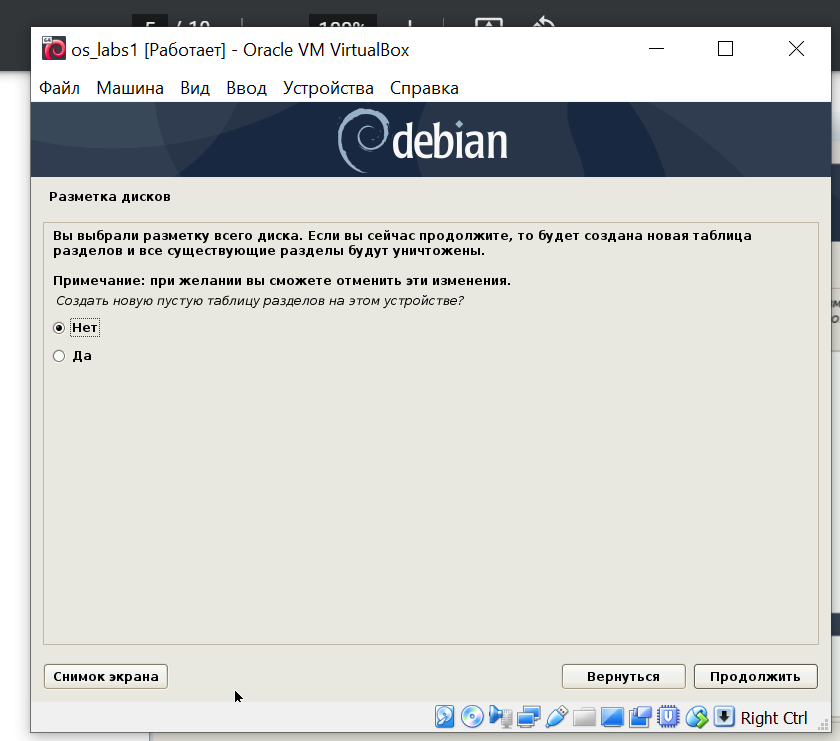 5 / 10
100%
os_labs1 [Работает] - Oracle VM VirtualBox
Файл Машина Вид Ввод Устройства Справка
debian
Разметка дисков
Вы выбрали разметку всего диска. Если вы сейчас продолжите, то будет создана новая таблица
разделов и все существующие разделы будут уничтожены.
Примечание: при желании вы сможете отменить эти изменения.
Создать новую пустую таблицу разделов на этом устройстве?
Нет
Да
Снимок экрана Вернуться Продолжить
Right Ctrl